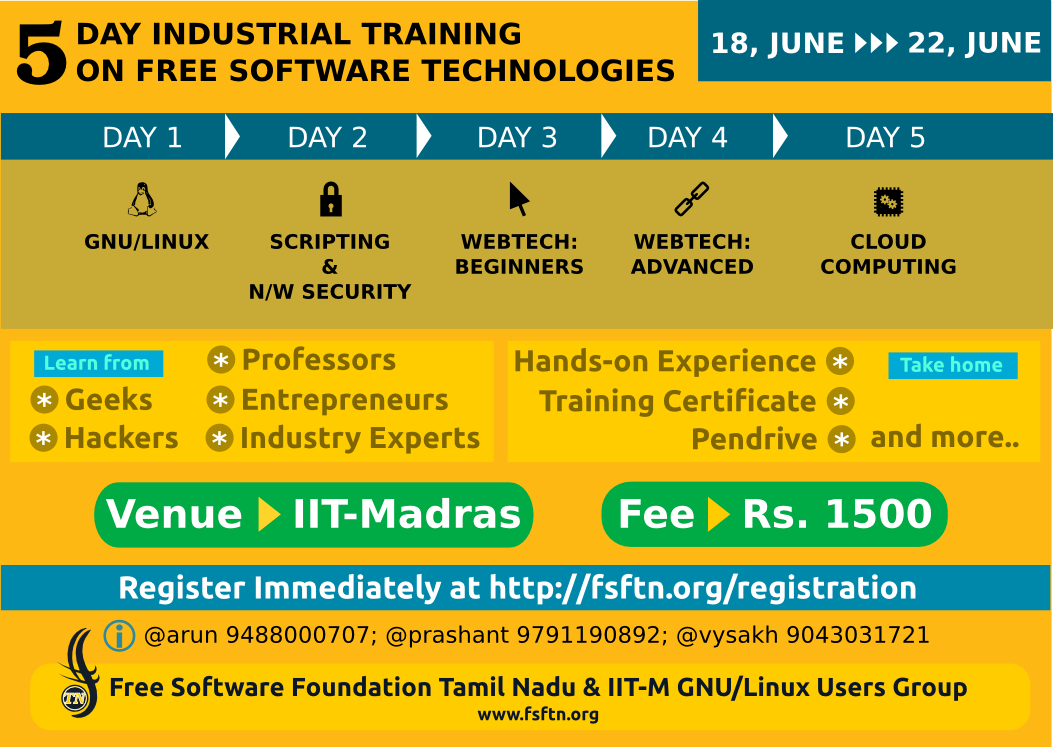 5 DAY INDUSTRIAL TRAINING
ON FREE SOFTWARE TECHNOLOGIES
18, JUNE 22, JUNE
DAY 1
DAY 2
DAY 3
DAY 4
DAY 5
GNU/LINUX
SCRIPTING
&
N/W SECURITY
WEBTECH:
BEGINNERS
WEBTECH:
ADVANCED
CLOUD
COMPUTING
Learn from
Geeks
Hackers
Professors
Entrepreneurs
Industry Experts
Hands-on Experience
Training Certificate
Pendrive
Take home
and more..
Venue IIT-Madras
Fee Rs. 1500
Register Immediately at http://fsftn.org/registration
i @arun 9488000707; @prashant 9791190892; @vysakh 9043031721
TN
Free Software Foundation Tamil Nadu & IIT-M GNU/Linux Users Group
www.fsftn.org